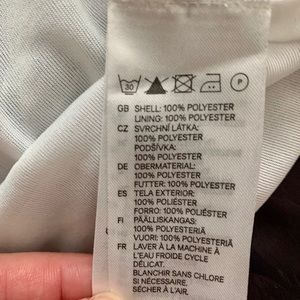 30 P
GB SHELL: 100% POLYESTER
LINING: 100% POLYESTER
CZ SVRCHNÍ LÁTKA:
100% POLYESTER
PODŠÍVKA:
100% POLYESTER
DE OBERMATERIAL:
100% POLYESTER
FUTTER: 100% POLYESTER
ES TELA EXTERIOR:
100% POLIÉSTER
FORRO: 100% POLIÉSTER
FI PÄÄLLISKANGAS:
100% POLYESTERIÄ
VUORI: 100% POLYESTERIÄ
FR LAVER À LA MACHINE À
L'EAU FROIDE CYCLE
DÉLICAT.
BLANCHIR SANS CHLORE
SI NÉCESSAIRE.
SÉCHER À L'AIR.